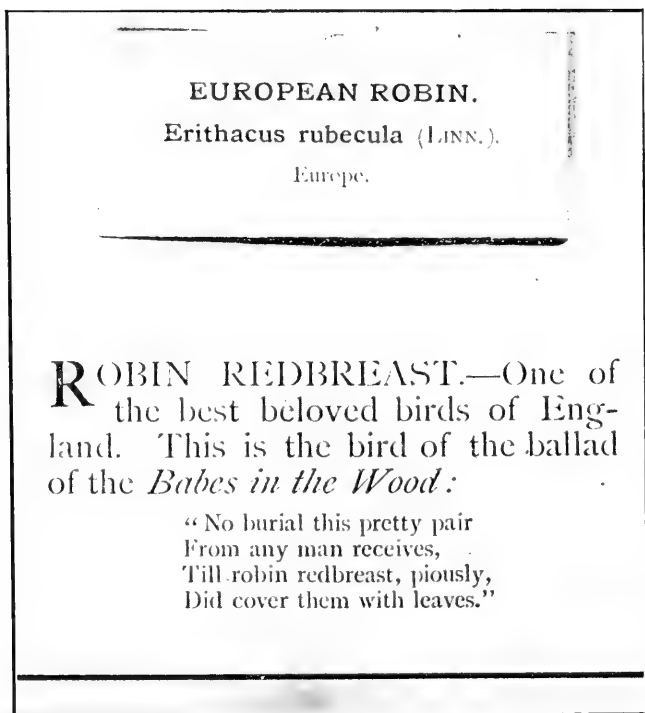 EUROPEAN ROBIN.
Erithacus rubecula (LINN.).
Europe.
ROBIN REDBREAST.—One of
the best beloved birds of Eng-
land. This is the bird of the ballad
of the Babes in the Wood:
“No burial this pretty pair
From any man receives,
Till robin redbreast, piously,
Did cover them with leaves.”